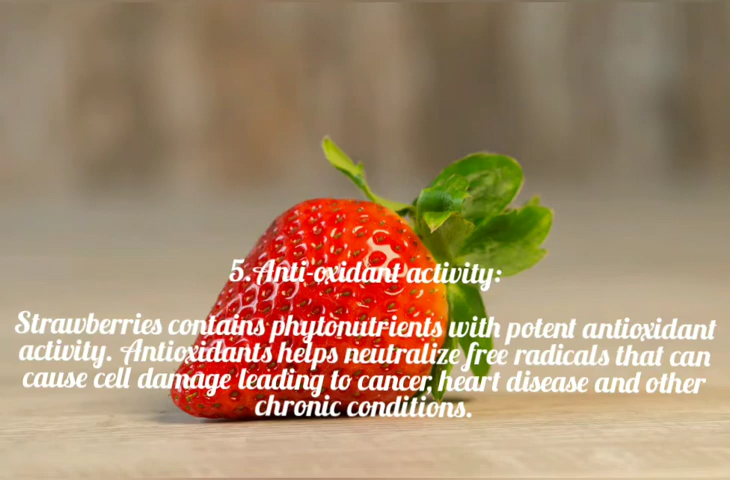 5. Anti-oxidant activity:
Strawberries contains phytonutrients with potent antioxidant
activity. Antioxidants helps neutralize free radicals that can
cause cell damage leading to cancer, heart disease and other
chronic conditions.